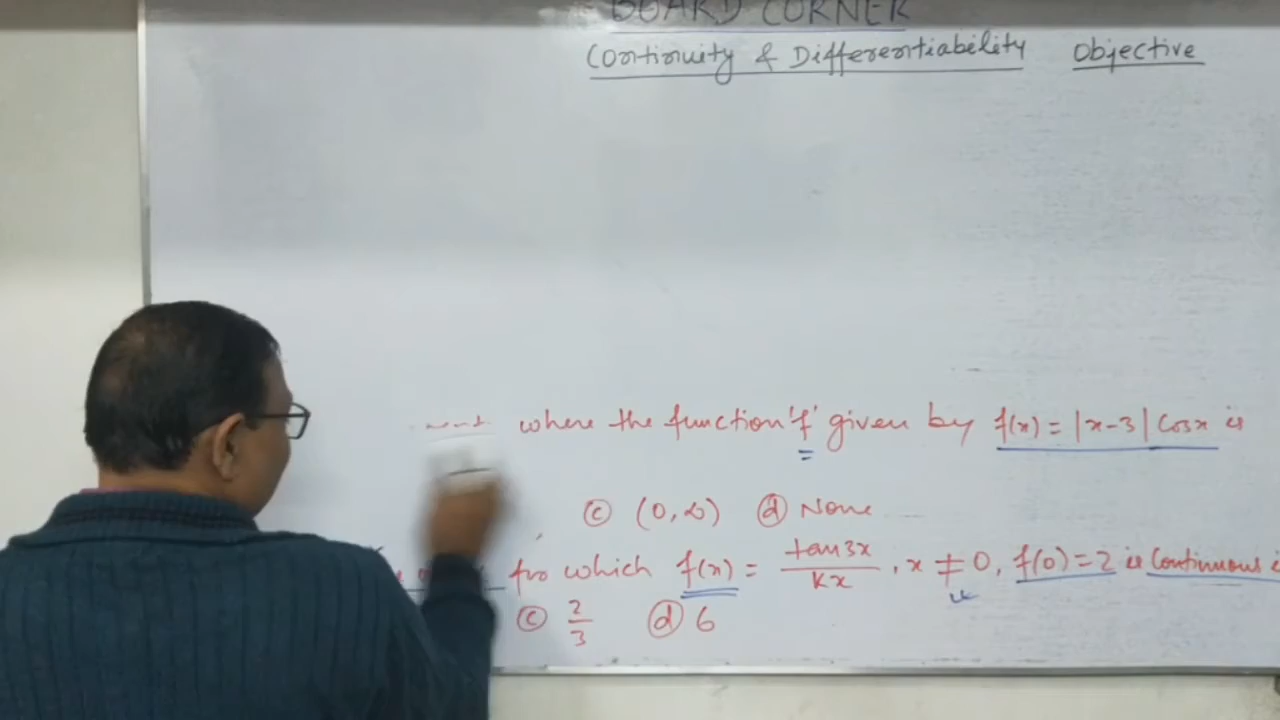 BOARD CORNER
Continuity & Differentiability Objective
where the function 'f' given by f(x) = |x-3| Cosx is
ⓒ (0, ∞) ⓓ None
for which f(x) = tan3x/kx, x ≠ 0, f(0) = 2 is Continuous i
ⓒ 2/3 ⓓ 6